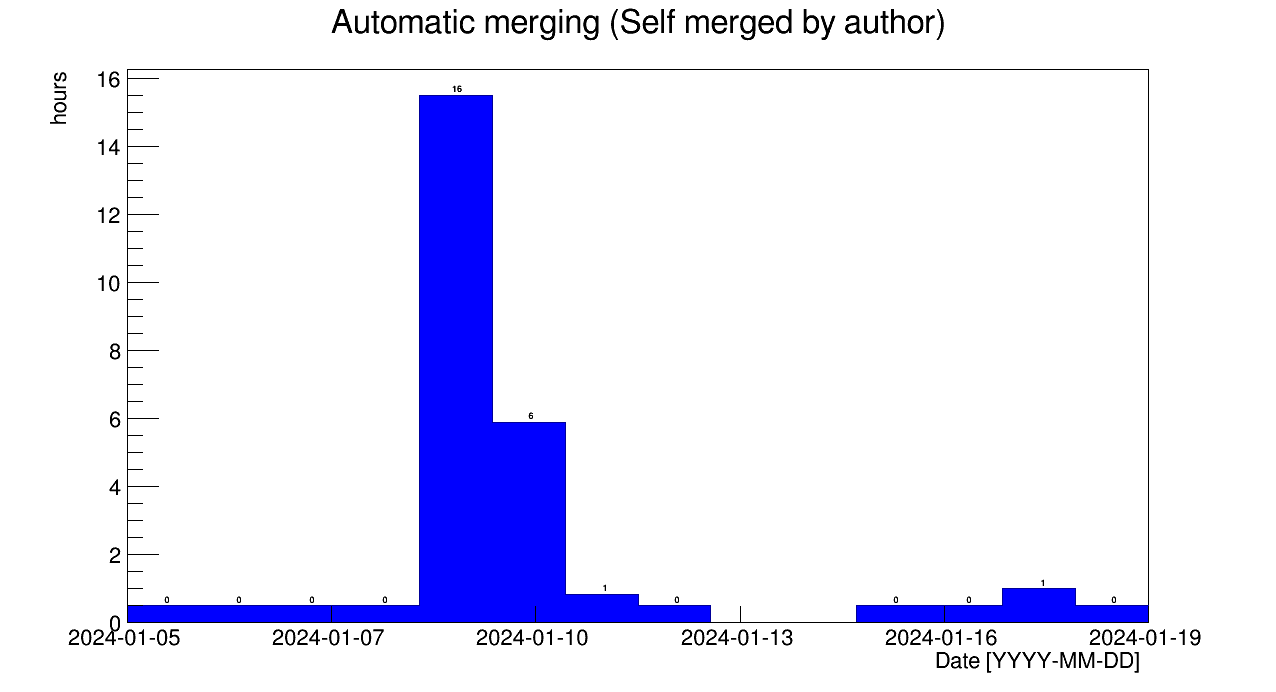 Automatic merging (Self merged by author)
hours
16
14
12
10
8
6
4
2
0
0 0 0 0 16 6 1 0 0 0 1 0
2024-01-05 2024-01-07 2024-01-10 2024-01-13 2024-01-16 2024-01-19
Date [YYYY-MM-DD]